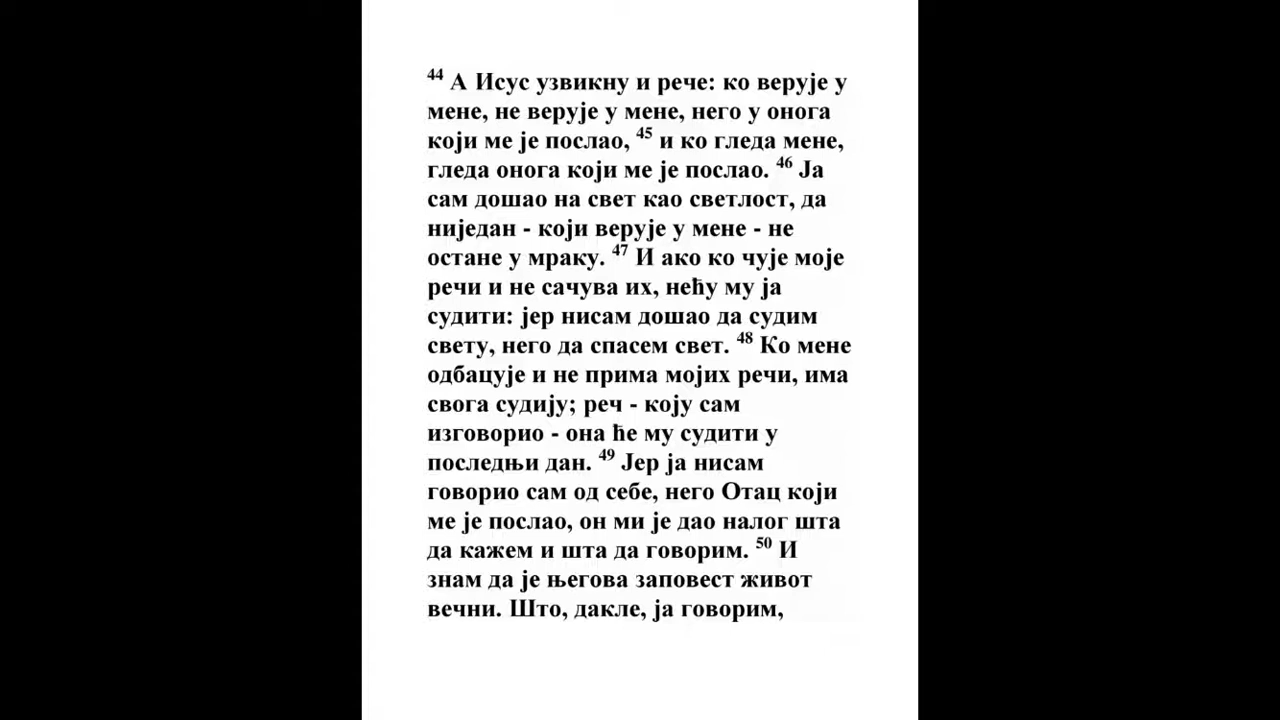 44 А Исус узвикну и рече: ко верује у
мене, не верује у мене, него у онога
који ме је послао, 45 и ко гледа мене,
гледа онога који ме је послао. 46 Ја
сам дошао на свет као светлост, да
ниједан - који верује у мене - не
остане у мраку. 47 И ако ко чује моје
речи и не сачува их, нећу му ја
судити: јер нисам дошао да судим
свету, него да спасем свет. 48 Ко мене
одбацује и не прима мојих речи, има
свога судију; реч - коју сам
изговорио - она ће му судити у
последњи дан. 49 Јер ја нисам
говорио сам од себе, него Отац који
ме је послао, он ми је дао налог шта
да кажем и шта да говорим. 50 И
знам да је његова заповест живот
вечни. Што, дакле, ја говорим,